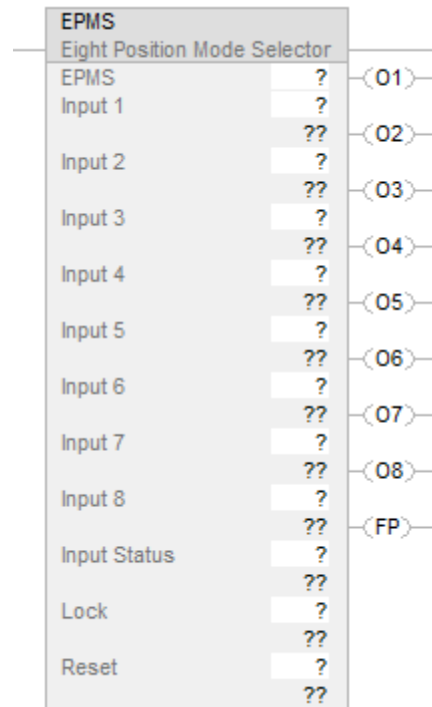 EPMS
Eight Position Mode Selector
EPMS ? (O1)
Input 1 ?
?? (O2)
Input 2 ?
?? (O3)
Input 3 ?
?? (O4)
Input 4 ?
?? (O5)
Input 5 ?
?? (O6)
Input 6 ?
?? (O7)
Input 7 ?
?? (O8)
Input 8 ?
?? (FP)
Input Status ?
??
Lock ?
??
Reset ?
??